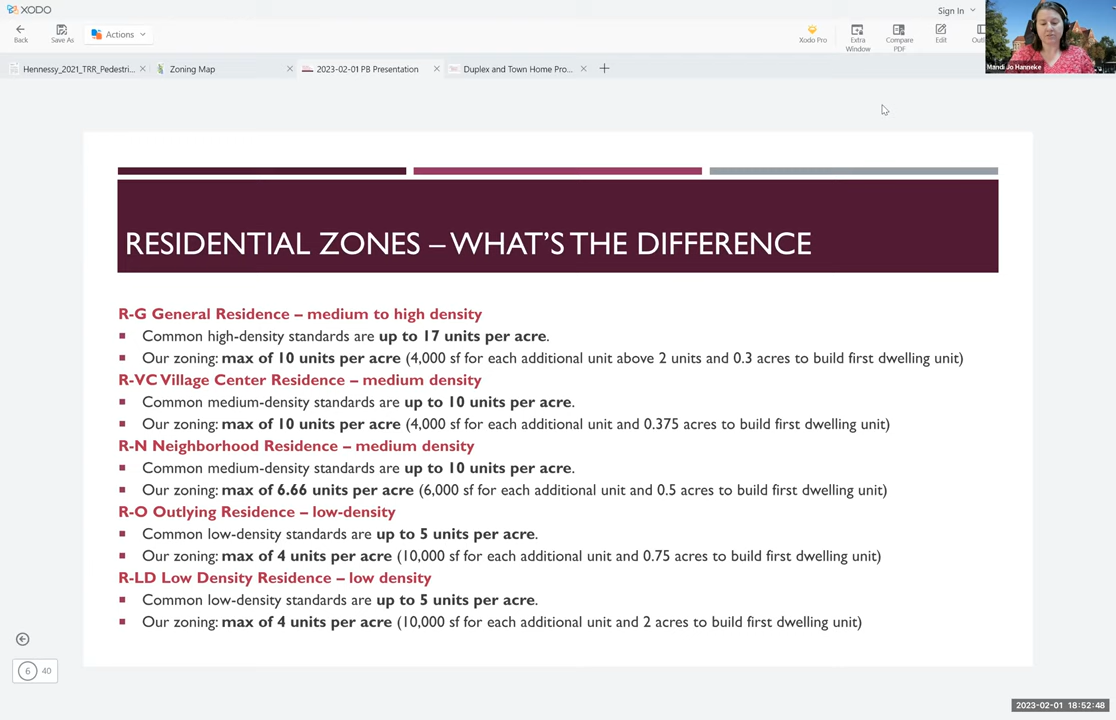 XODO
Sign In
Back
Save As
Actions
Xodo Pro
Extra Window
Compare PDF
Edit
Mandi Jo Hanneke
Hennessy_2021_TRR_Pedestri...
Zoning Map
2023-02-01 PB Presentation
Duplex and Town Home Pro...
RESIDENTIAL ZONES – WHAT'S THE DIFFERENCE
R-G General Residence – medium to high density
Common high-density standards are up to 17 units per acre.
Our zoning: max of 10 units per acre (4,000 sf for each additional unit above 2 units and 0.3 acres to build first dwelling unit)
R-VC Village Center Residence – medium density
Common medium-density standards are up to 10 units per acre.
Our zoning: max of 10 units per acre (4,000 sf for each additional unit and 0.375 acres to build first dwelling unit)
R-N Neighborhood Residence – medium density
Common medium-density standards are up to 10 units per acre.
Our zoning: max of 6.66 units per acre (6,000 sf for each additional unit and 0.5 acres to build first dwelling unit)
R-O Outlying Residence – low-density
Common low-density standards are up to 5 units per acre.
Our zoning: max of 4 units per acre (10,000 sf for each additional unit and 0.75 acres to build first dwelling unit)
R-LD Low Density Residence – low density
Common low-density standards are up to 5 units per acre.
Our zoning: max of 4 units per acre (10,000 sf for each additional unit and 2 acres to build first dwelling unit)
6 40
2023-02-01 18:52:48